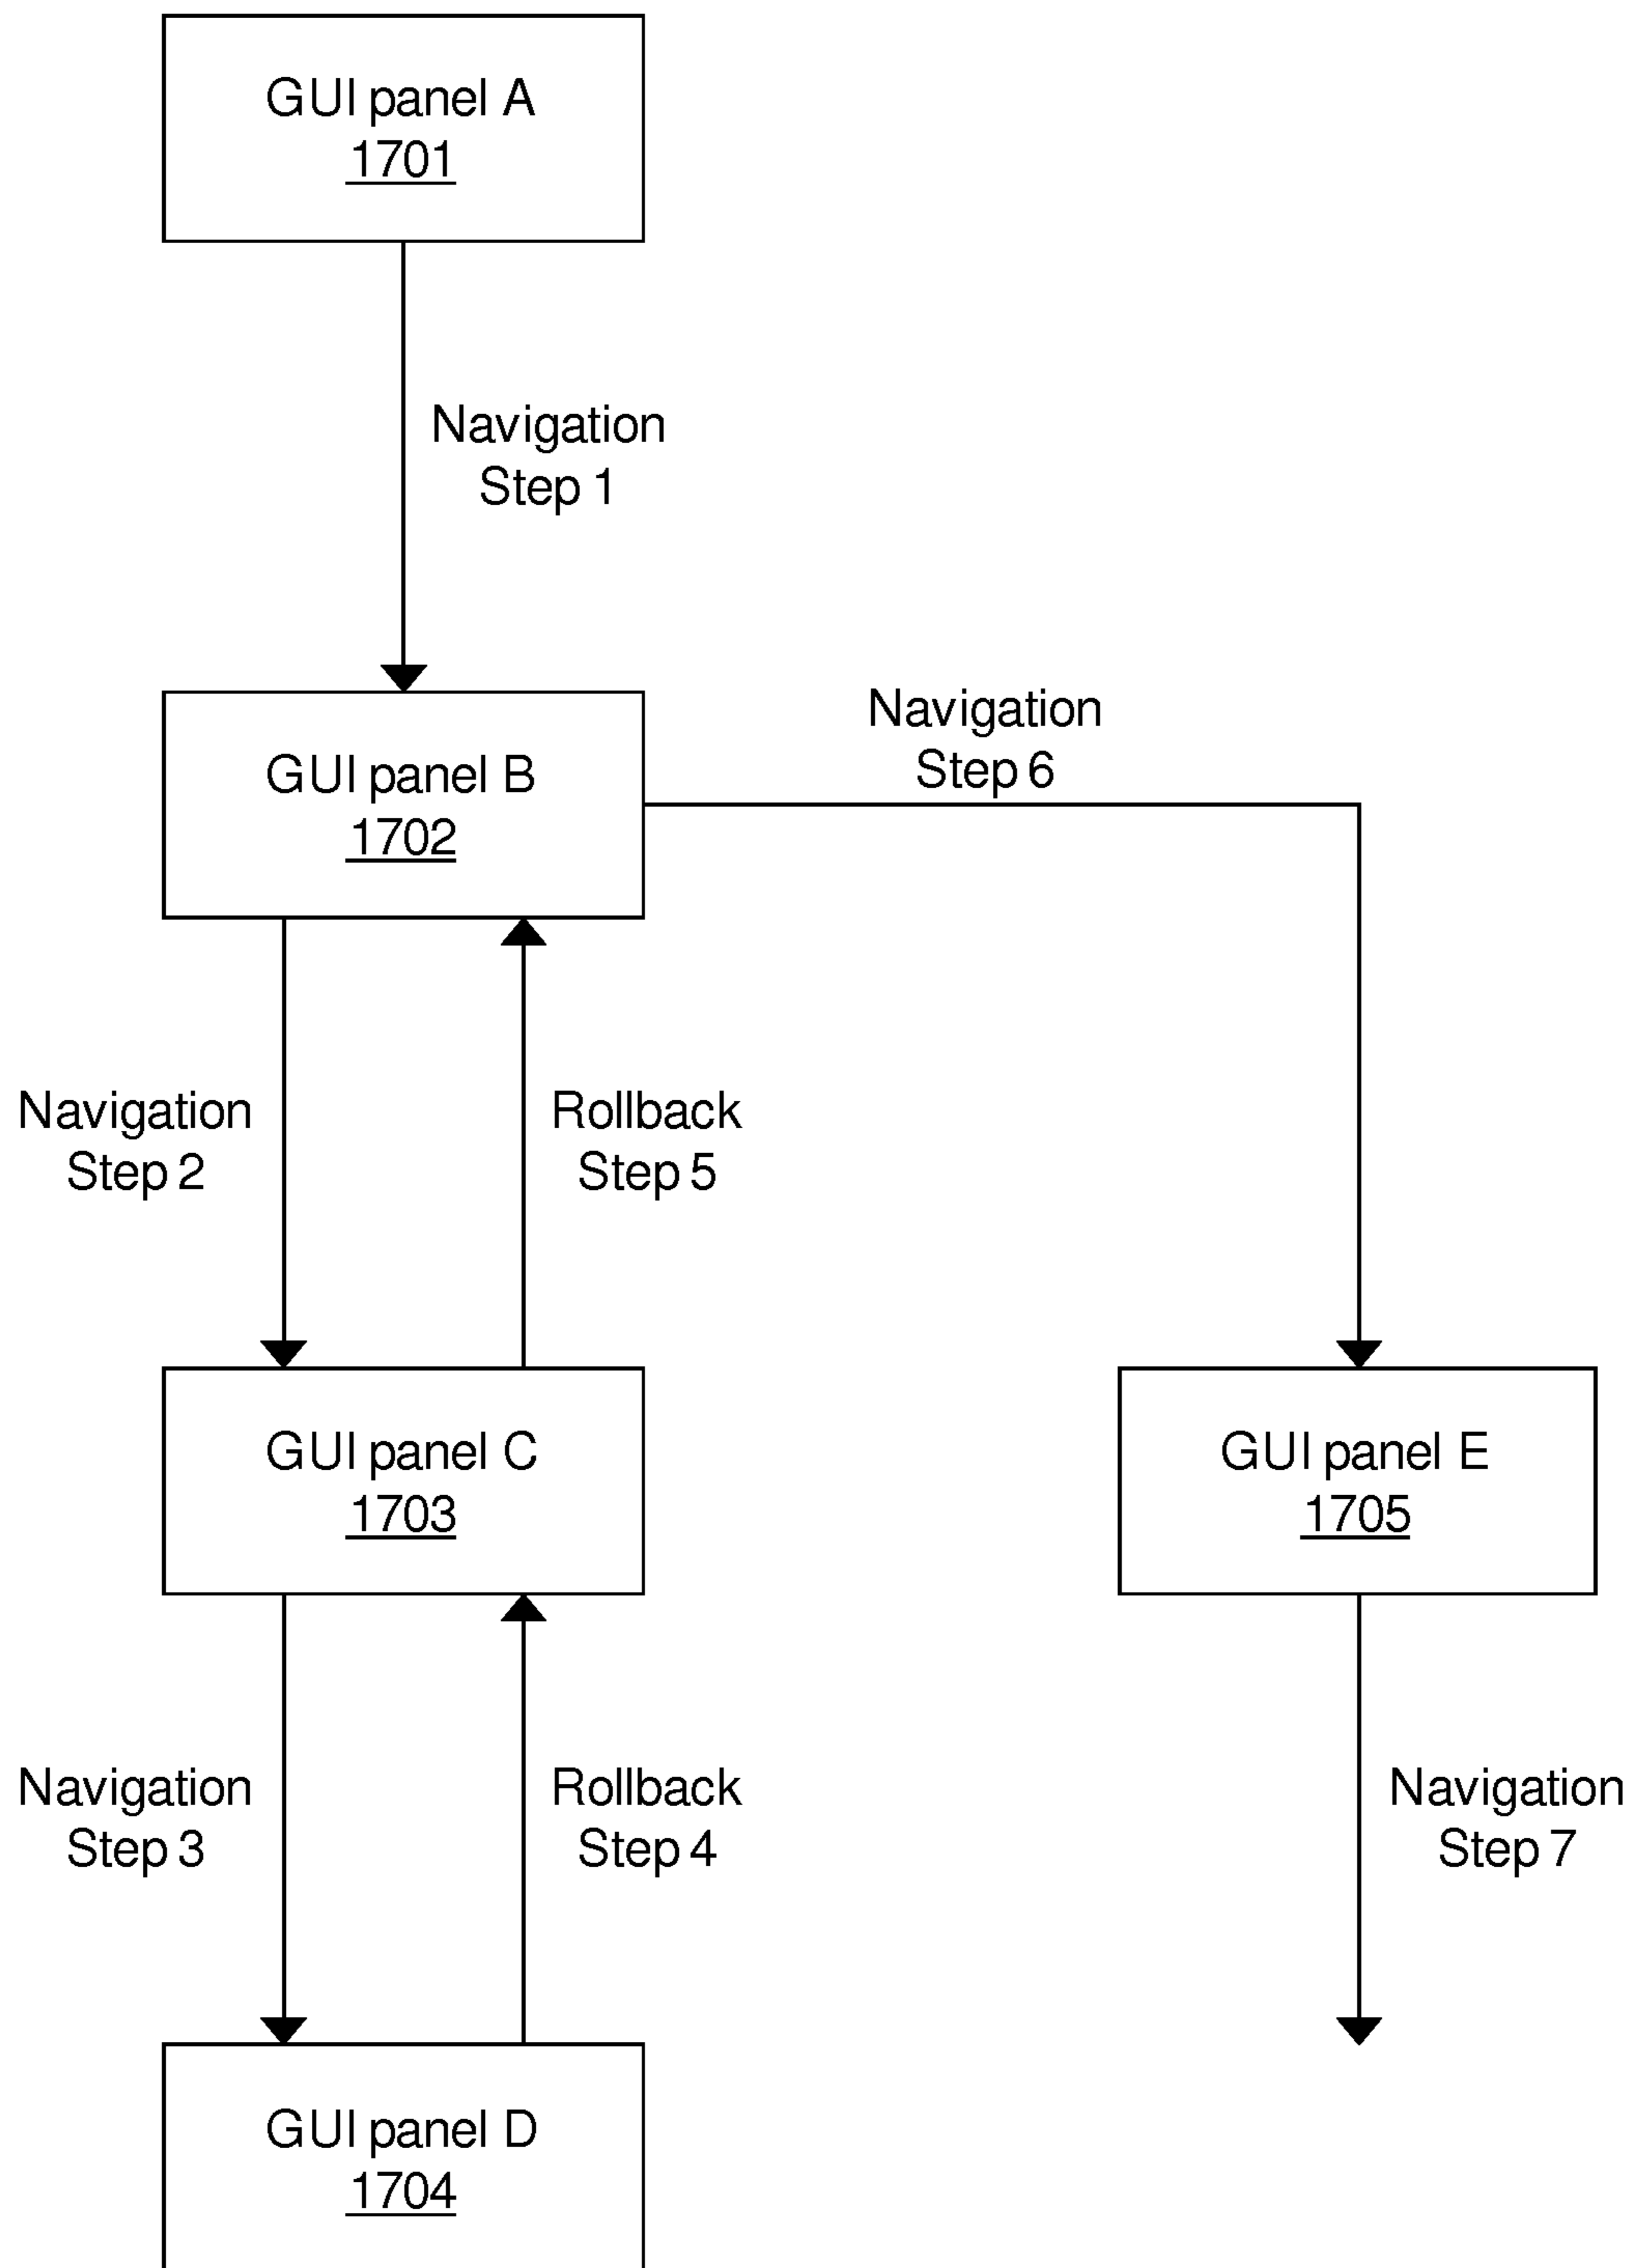 GUI panel A
1701
Navigation
Step 1
GUI panel B
1702
Navigation
Step 6
Navigation
Step 2
Rollback
Step 5
GUI panel C
1703
GUI panel E
1705
Navigation
Step 3
Rollback
Step 4
Navigation
Step 7
GUI panel D
1704